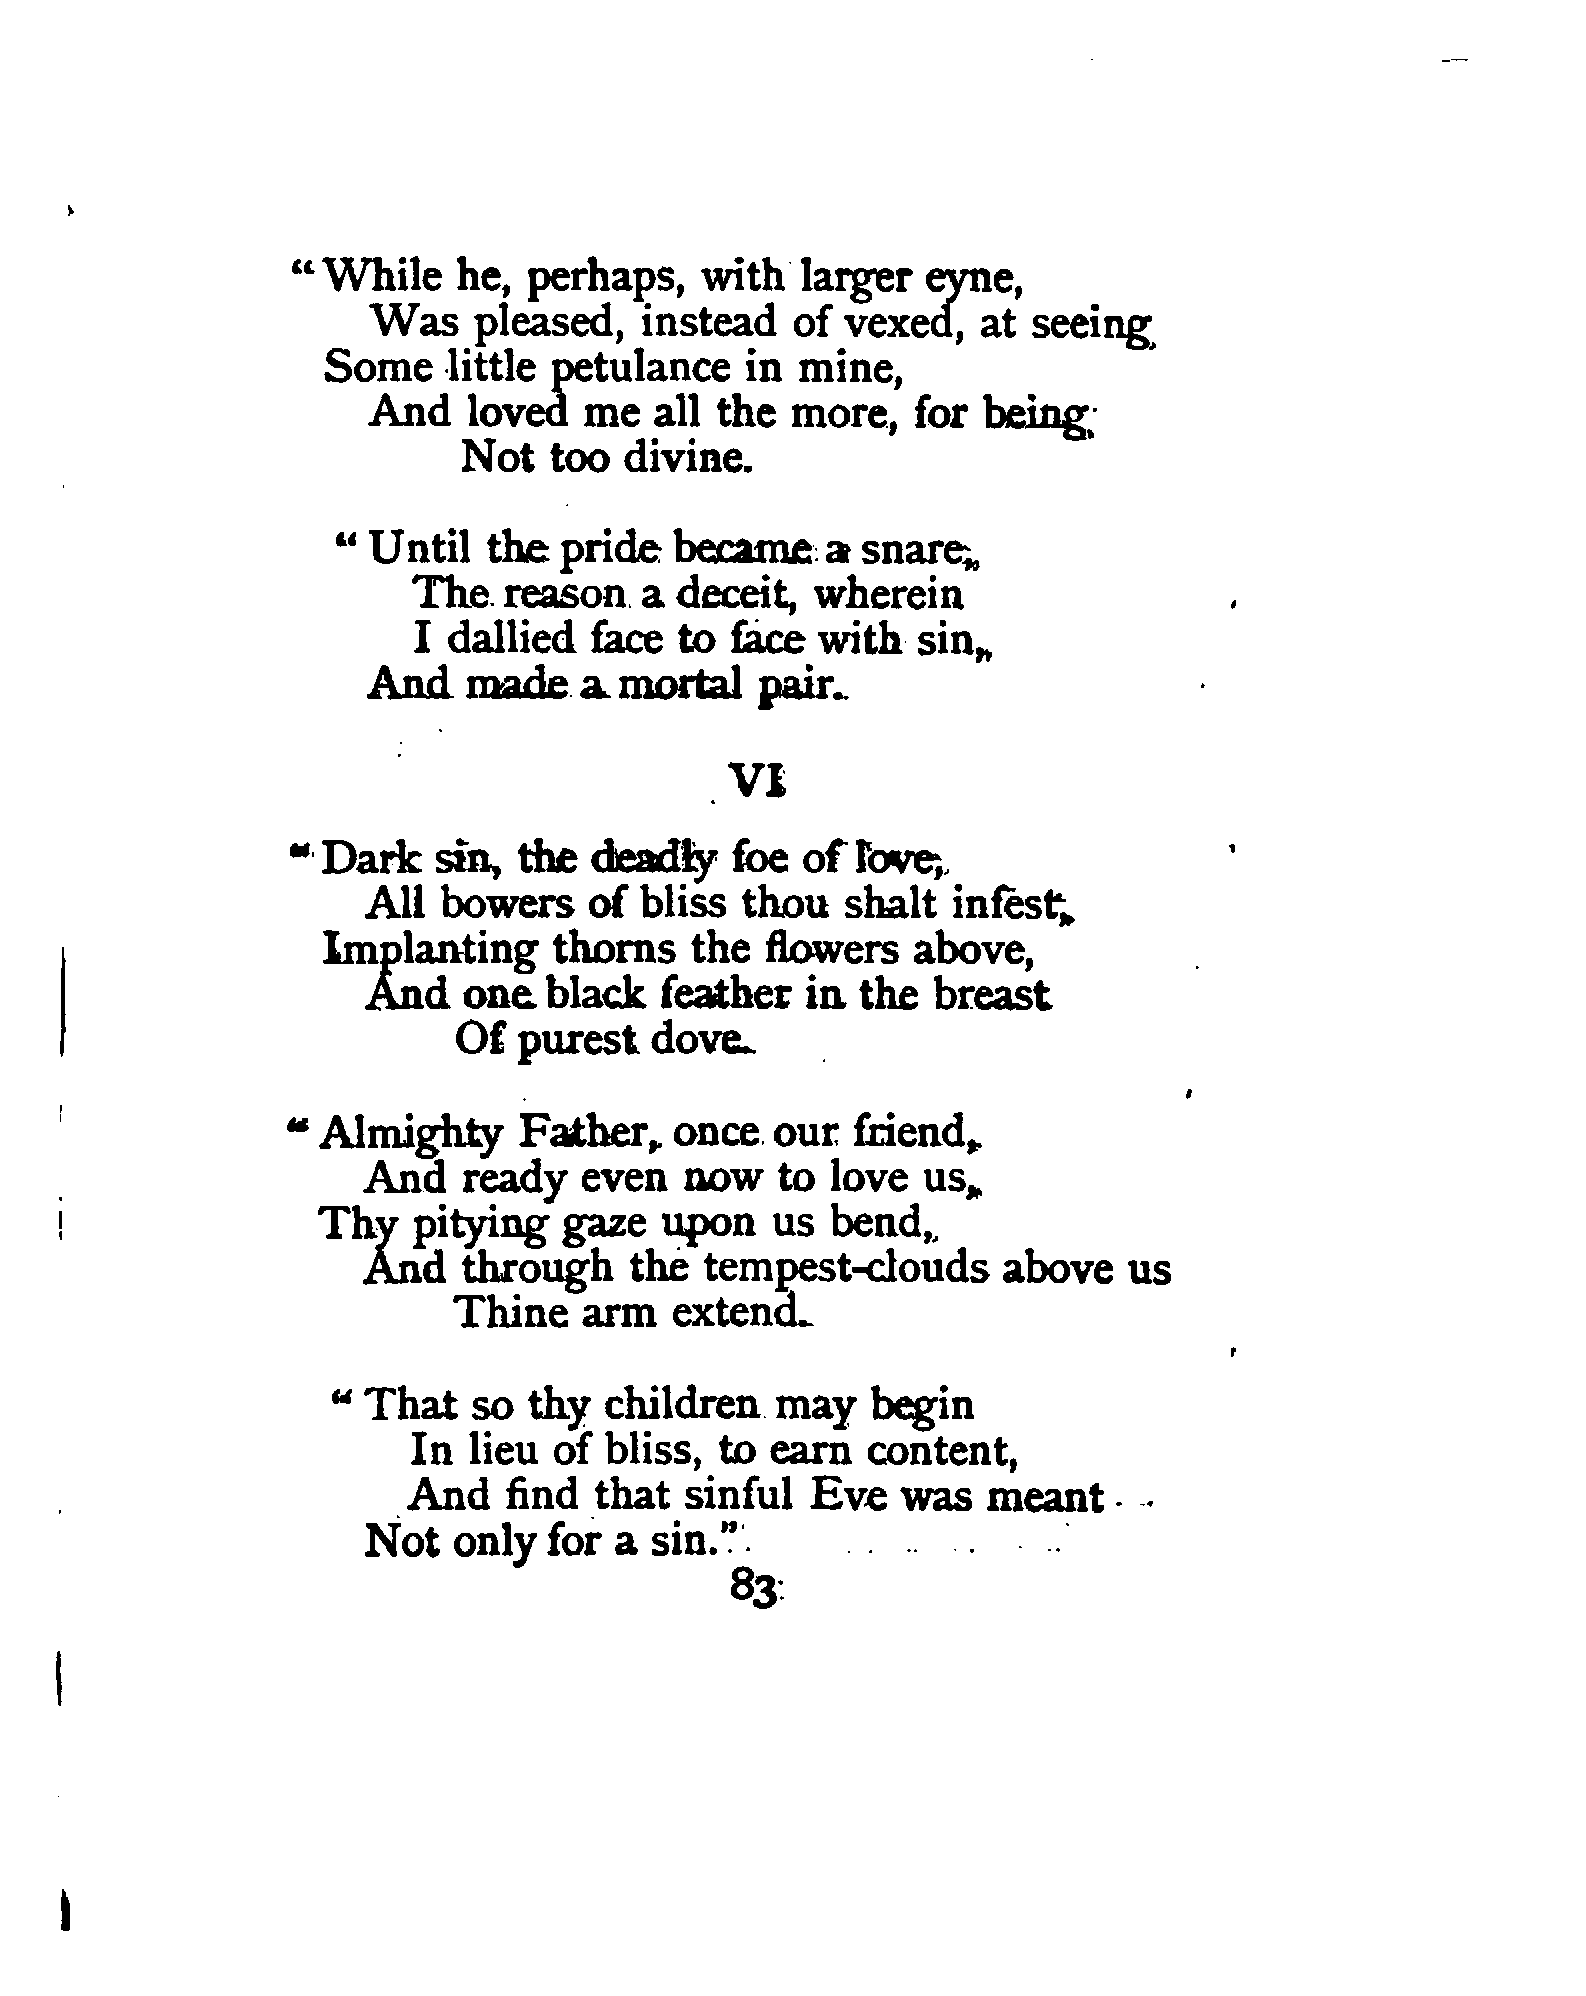 “While he, perhaps, with larger eyne,
Was pleased, instead of vexed, at seeing
Some little petulance in mine,
And loved me all the more, for being
Not too divine.
“Until the pride became a snare,
The reason a deceit, wherein
I dallied face to face with sin,
And made a mortal pair.
VI
“Dark sin, the deadly foe of love,
All bowers of bliss thou shalt infest,
Implanting thorns the flowers above,
And one black feather in the breast
Of purest dove.
“Almighty Father, once our friend,
And ready even now to love us,
Thy pitying gaze upon us bend,
And through the tempest-clouds above us
Thine arm extend.
“That so thy children may begin
In lieu of bliss, to earn content,
And find that sinful Eve was meant
Not only for a sin.”
83